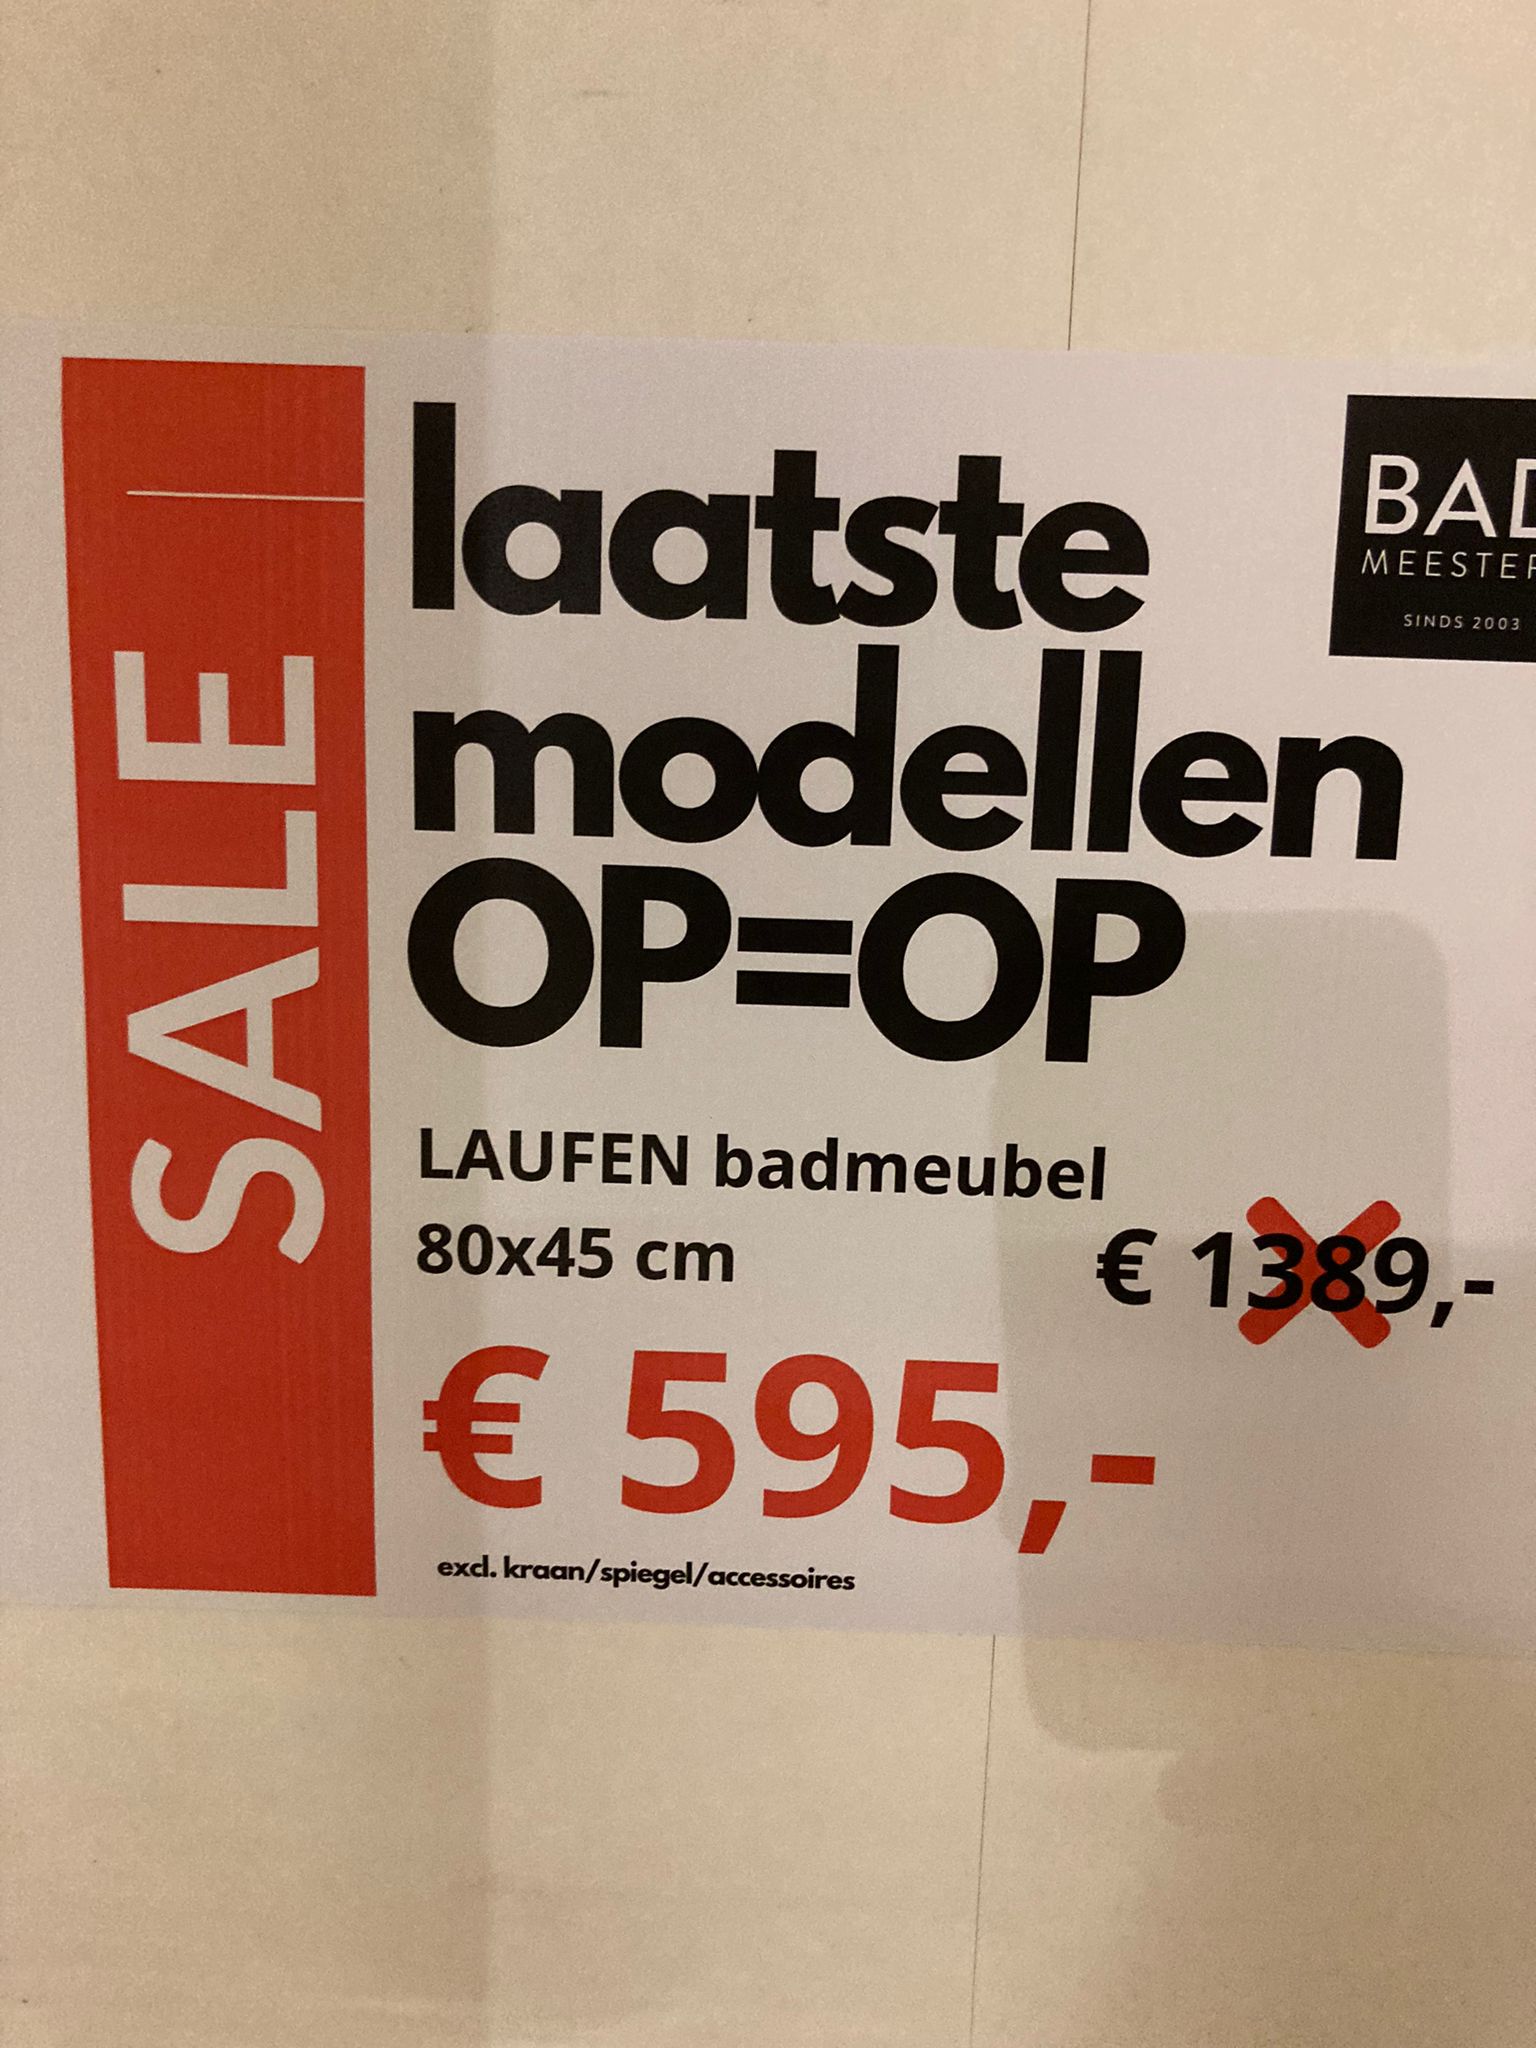 SALE
laatste
modellen
OP=OP
BAD
MEESTER
SINDS 2003
LAUFEN badmeubel
80x45 cm
€ 1389,-
€ 595,-
excl. kraan/spiegel/accessoires